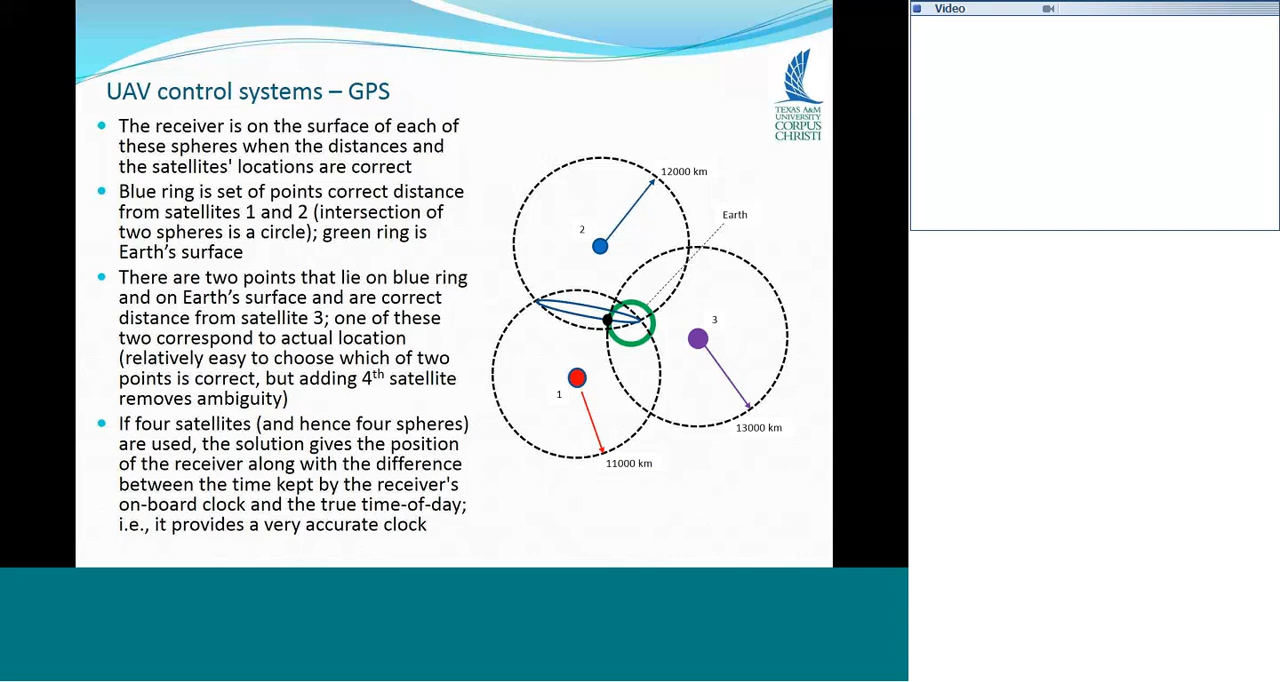 Video
TEXAS A&M
UNIVERSITY
CORPUS
CHRISTI
UAV control systems – GPS
• The receiver is on the surface of each of
these spheres when the distances and
the satellites' locations are correct
• Blue ring is set of points correct distance
from satellites 1 and 2 (intersection of
two spheres is a circle); green ring is
Earth’s surface
• There are two points that lie on blue ring
and on Earth’s surface and are correct
distance from satellite 3; one of these
two correspond to actual location
(relatively easy to choose which of two
points is correct, but adding 4th satellite
removes ambiguity)
• If four satellites (and hence four spheres)
are used, the solution gives the position
of the receiver along with the difference
between the time kept by the receiver's
on-board clock and the true time-of-day;
i.e., it provides a very accurate clock
12000 km
2
Earth
3
1
13000 km
11000 km